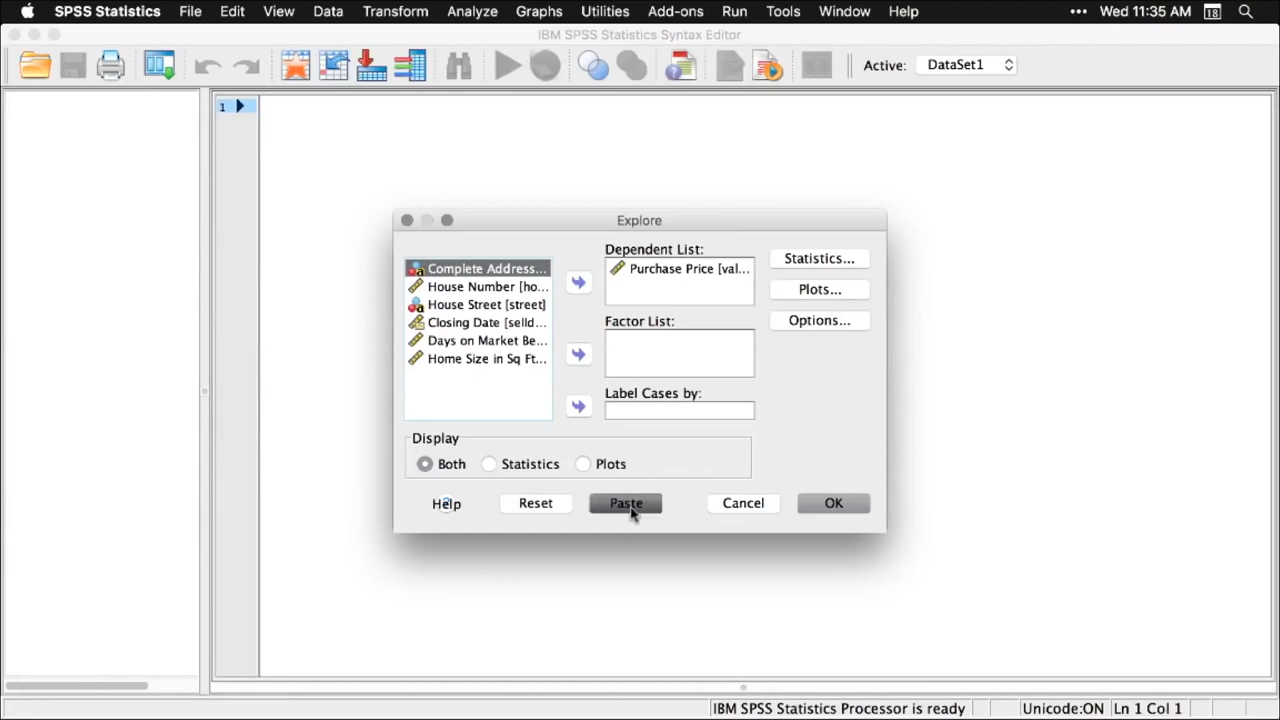 SPSS Statistics File Edit View Data Transform Analyze Graphs Utilities Add-ons Run Tools Window Help ••• Wed 11:35 AM 18
IBM SPSS Statistics Syntax Editor
Active: DataSet1
1
Explore
Complete Address...
House Number [ho...
House Street [street]
Closing Date [selld...
Days on Market Be...
Home Size in Sq Ft...
Dependent List:
Purchase Price [val...
Factor List:
Label Cases by:
Statistics...
Plots...
Options...
Display
Both Statistics Plots
Help Reset Paste Cancel OK
IBM SPSS Statistics Processor is ready Unicode:ON Ln 1 Col 1